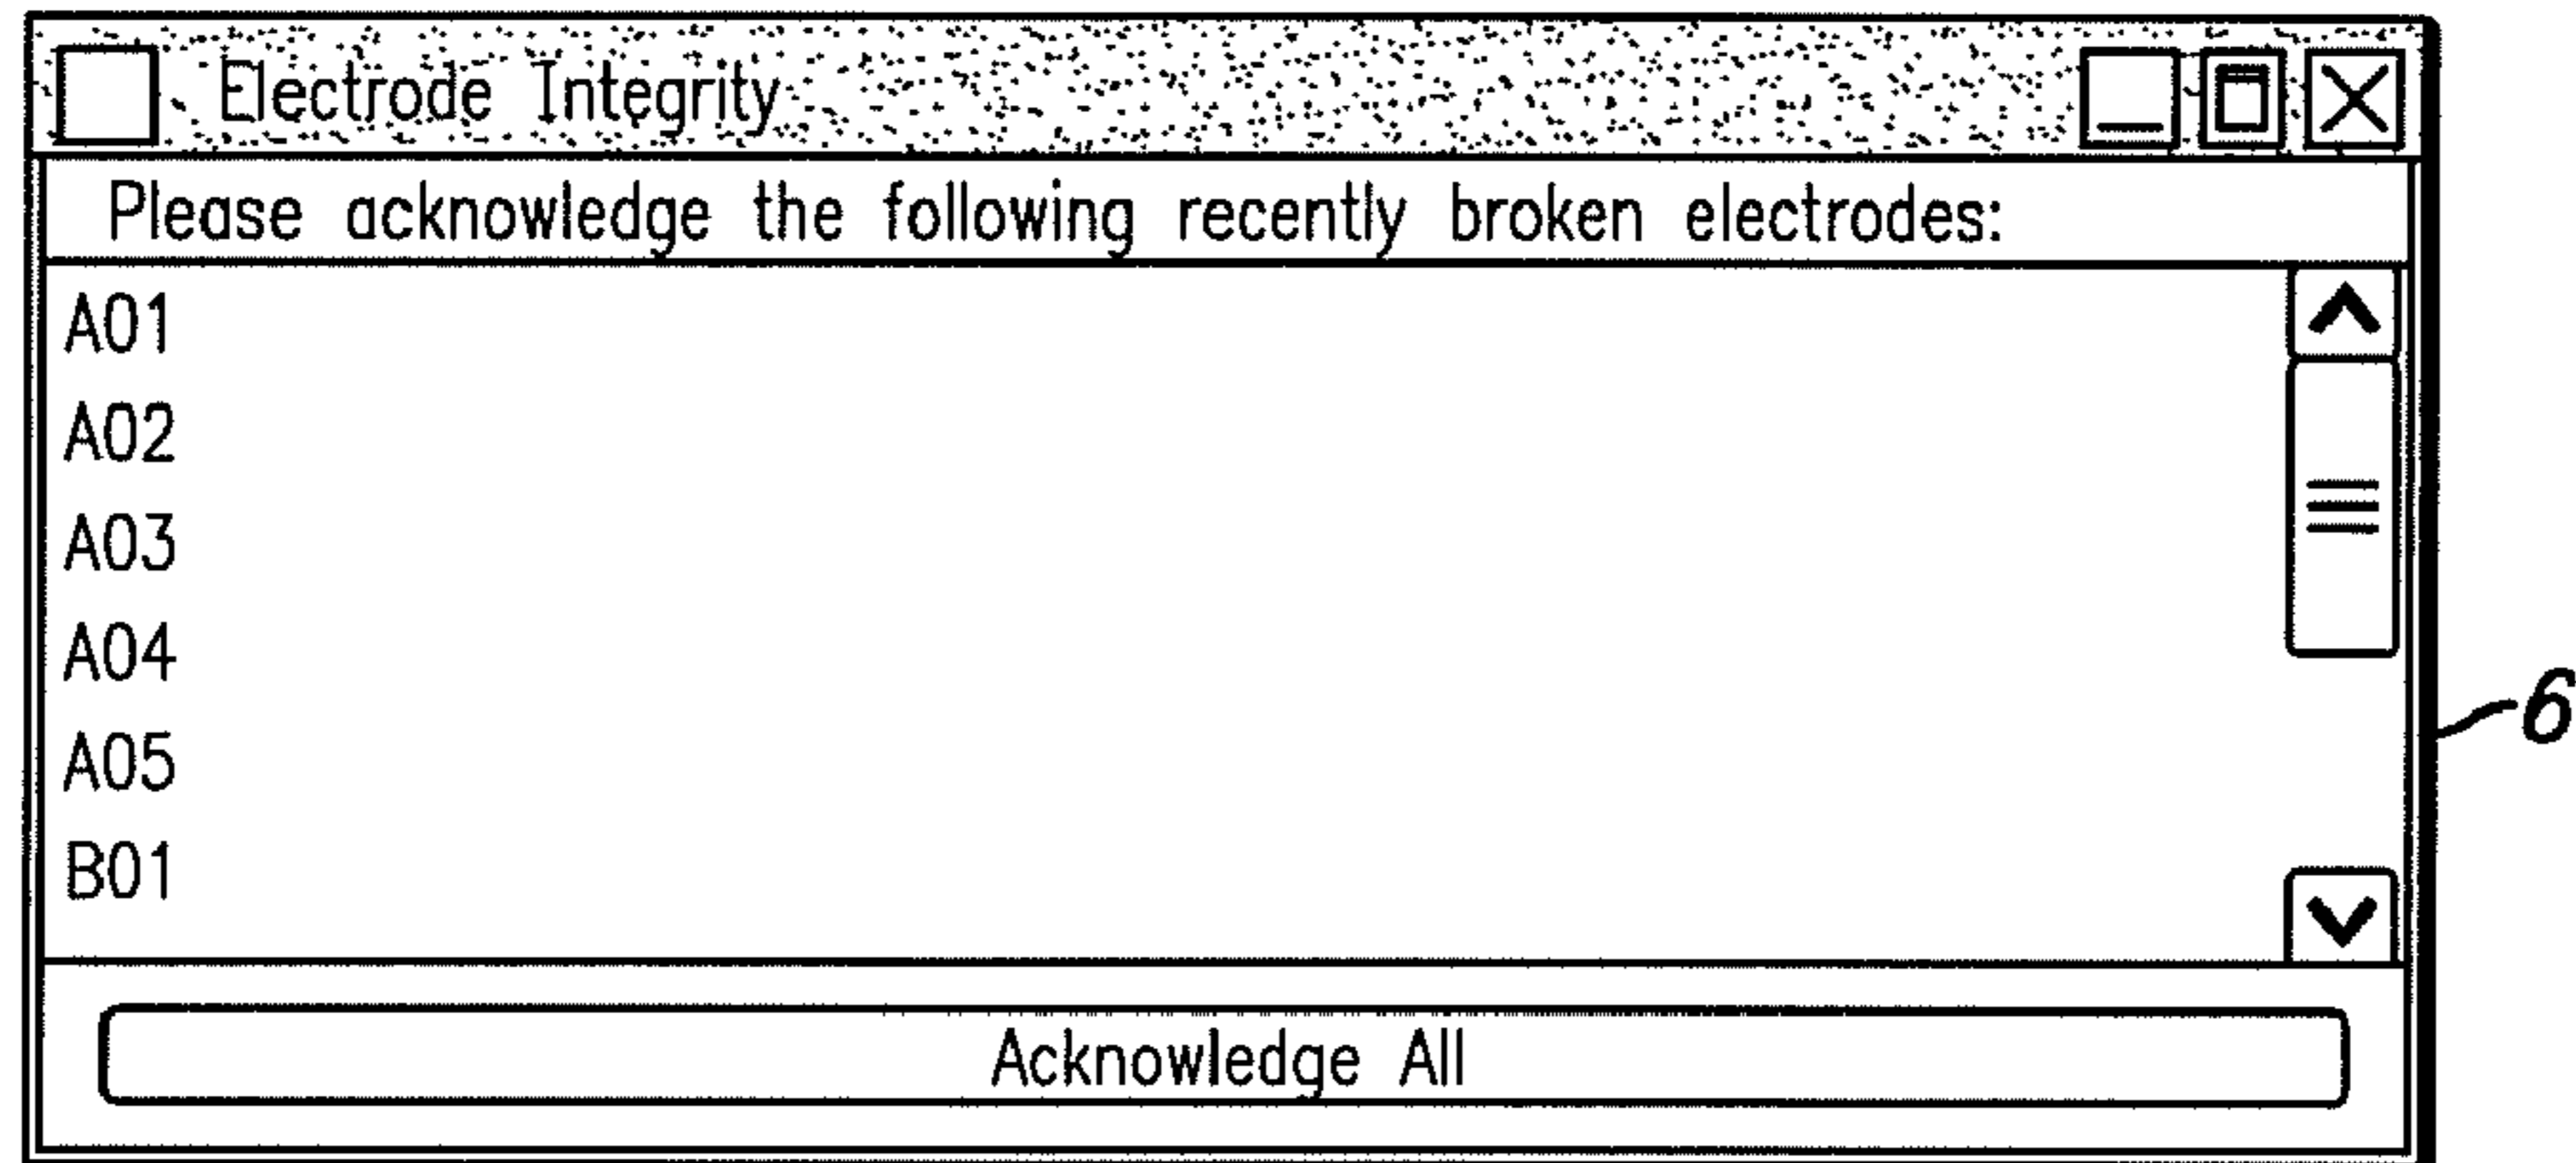 Electrode Integrity
Please acknowledge the following recently broken electrodes:
A01
A02
A03
A04
A05
B01
6
Acknowledge All